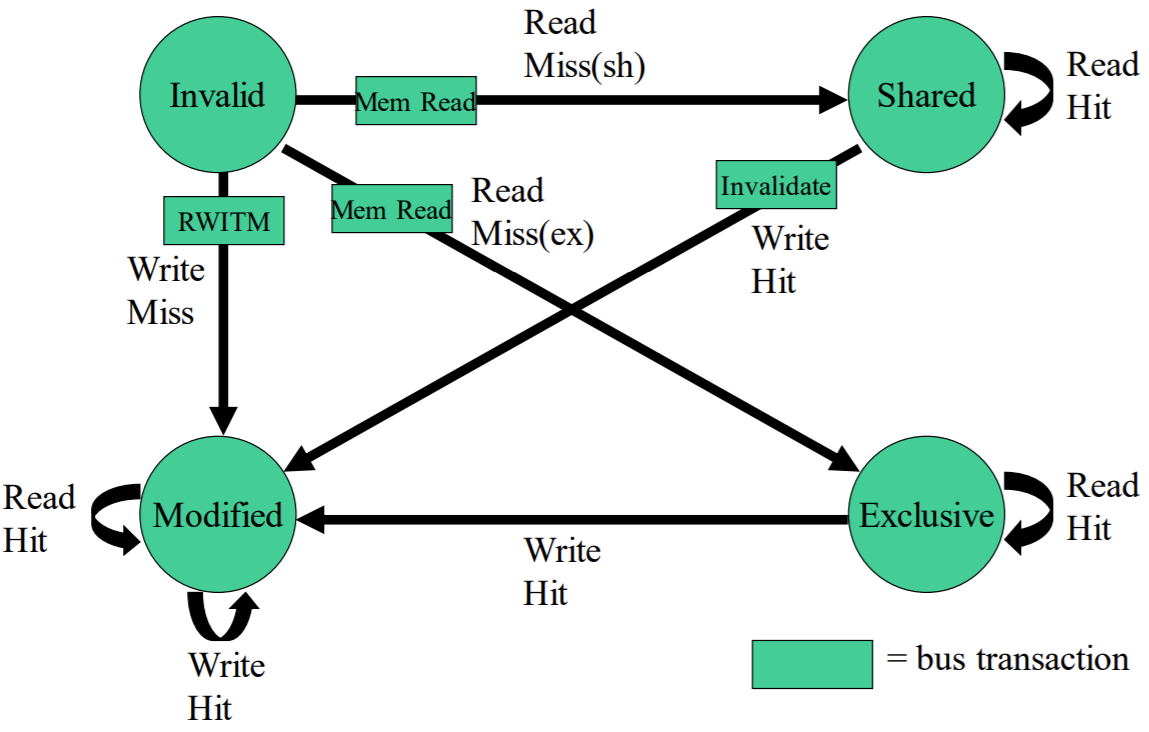 Read
Miss(sh)
Invalid
Mem Read
Shared
Read
Hit
RWITM
Mem Read
Read
Miss(ex)
Invalidate
Write
Hit
Write
Miss
Read
Hit
Modified
Write
Hit
Exclusive
Read
Hit
Write
Hit
= bus transaction